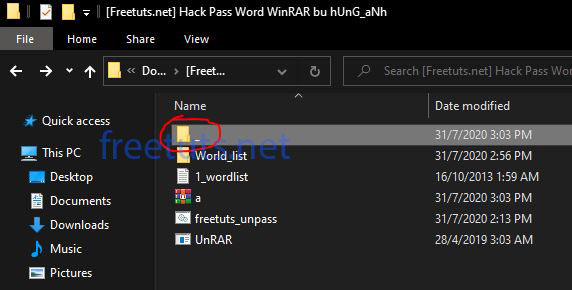 [Freetuts.net] Hack Pass Word WinRAR bu hUnG_aNh
File Home Share View
« Do... › [Freet...
Search [Freetuts.net] Hack Pass Word
Name Date modified
Quick access
This PC
Desktop
Documents
Downloads
Music
Pictures
_ 31/7/2020 3:03 PM
World_list 31/7/2020 2:56 PM
1_wordlist 16/10/2013 1:59 AM
a 31/7/2020 3:03 PM
freetuts_unpass 31/7/2020 2:13 PM
UnRAR 28/4/2019 3:03 AM
freetuts.net